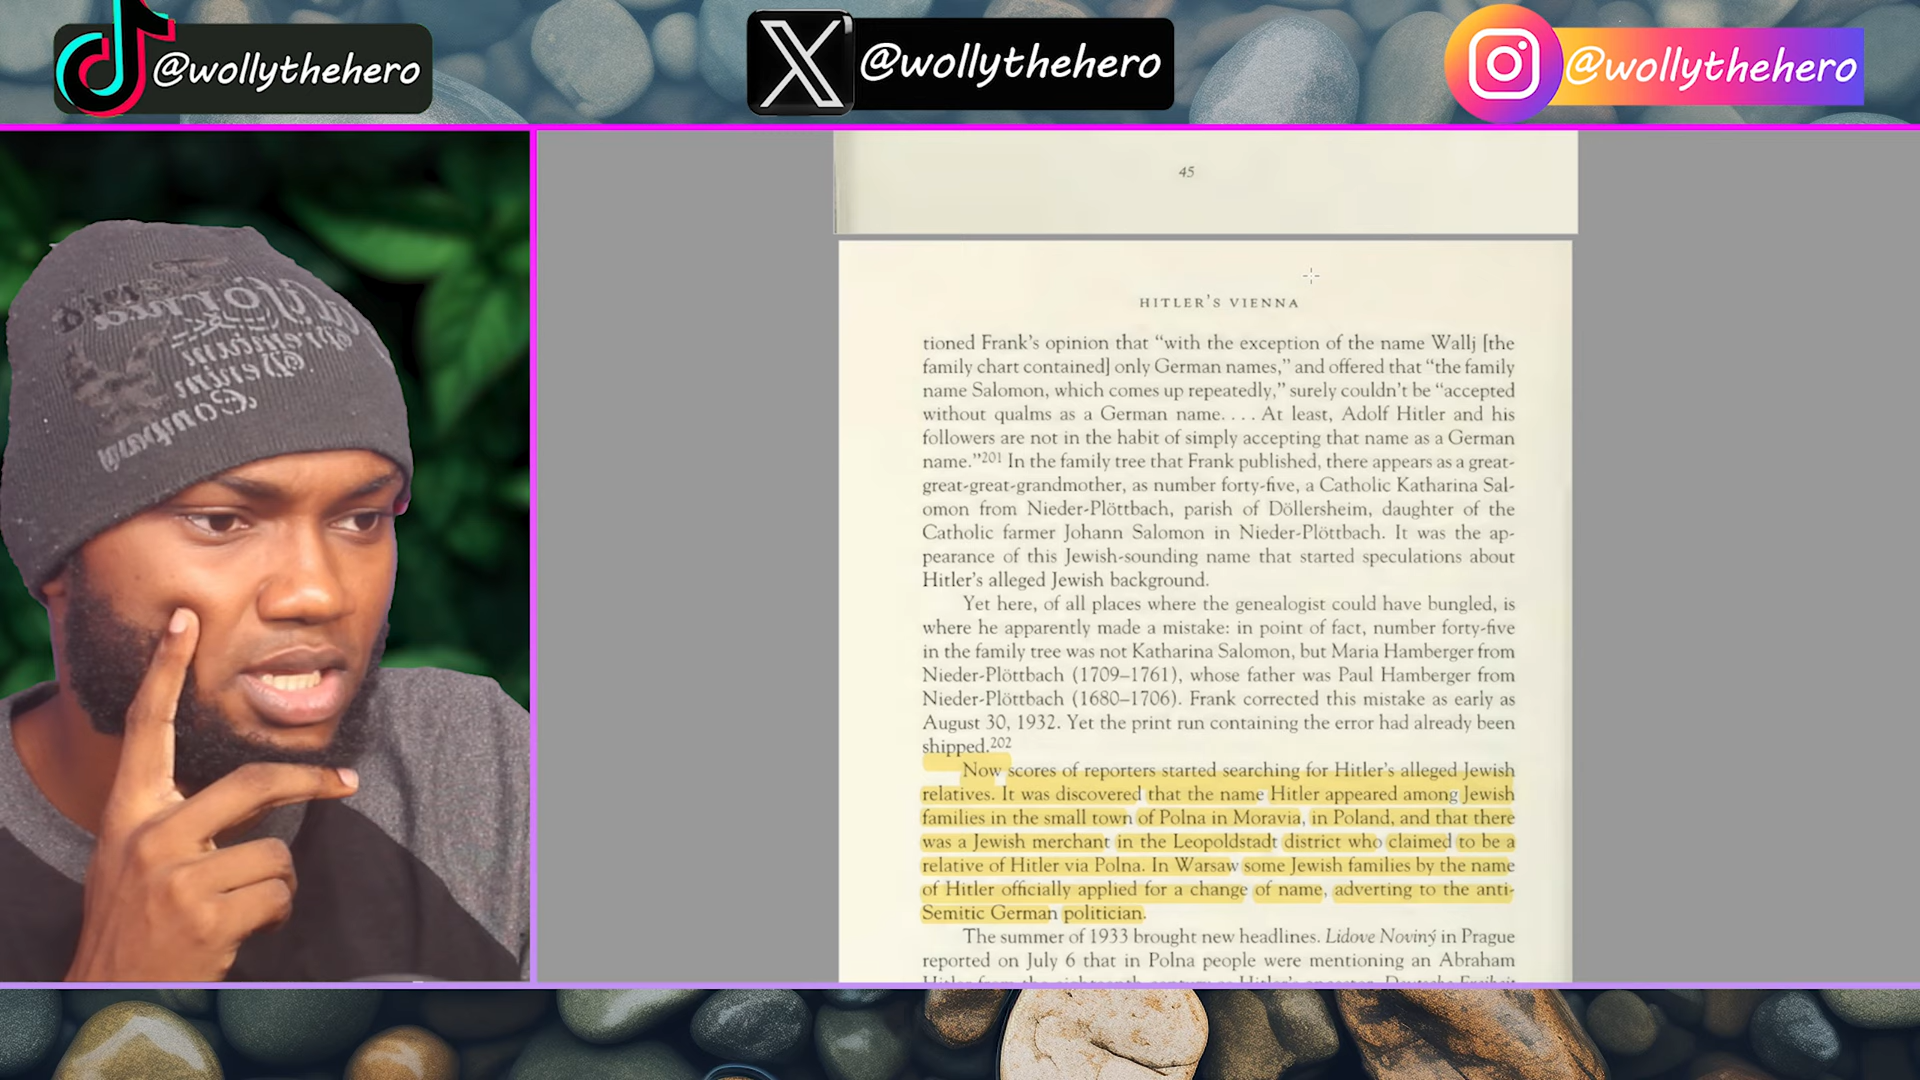 @wollythehero
@wollythehero
@wollythehero
45
HITLER'S VIENNA
tioned Frank's opinion that “with the exception of the name Wallj [the
family chart contained] only German names,” and offered that “the family
name Salomon, which comes up repeatedly,” surely couldn't be “accepted
without qualms as a German name. . . . At least, Adolf Hitler and his
followers are not in the habit of simply accepting that name as a German
name.”201 In the family tree that Frank published, there appears as a great-
great-grandmother, as number forty-five, a Catholic Katharina Sal-
omon from Nieder-Plöttbach, parish of Döllersheim, daughter of the
Catholic farmer Johann Salomon in Nieder-Plöttbach. It was the ap-
pearance of this Jewish-sounding name that started speculations about
Hitler's alleged Jewish background.
Yet here, of all places where the genealogist could have bungled, is
where he apparently made a mistake: in point of fact, number forty-five
in the family tree was not Katharina Salomon, but Maria Hamberger from
Nieder-Plöttbach (1709–1761), whose father was Paul Hamberger from
Nieder-Plöttbach (1680–1706). Frank corrected this mistake as early as
August 30, 1932. Yet the print run containing the error had already been
shipped.202
Now scores of reporters started searching for Hitler's alleged Jewish
relatives. It was discovered that the name Hitler appeared among Jewish
families in the small town of Polna in Moravia, in Poland, and that there
was a Jewish merchant in the Leopoldstadt district who claimed to be a
relative of Hitler via Polna. In Warsaw some Jewish families by the name
of Hitler officially applied for a change of name, adverting to the anti-
Semitic German politician.
The summer of 1933 brought new headlines. Lidove Noviný in Prague
reported on July 6 that in Polna people were mentioning an Abraham